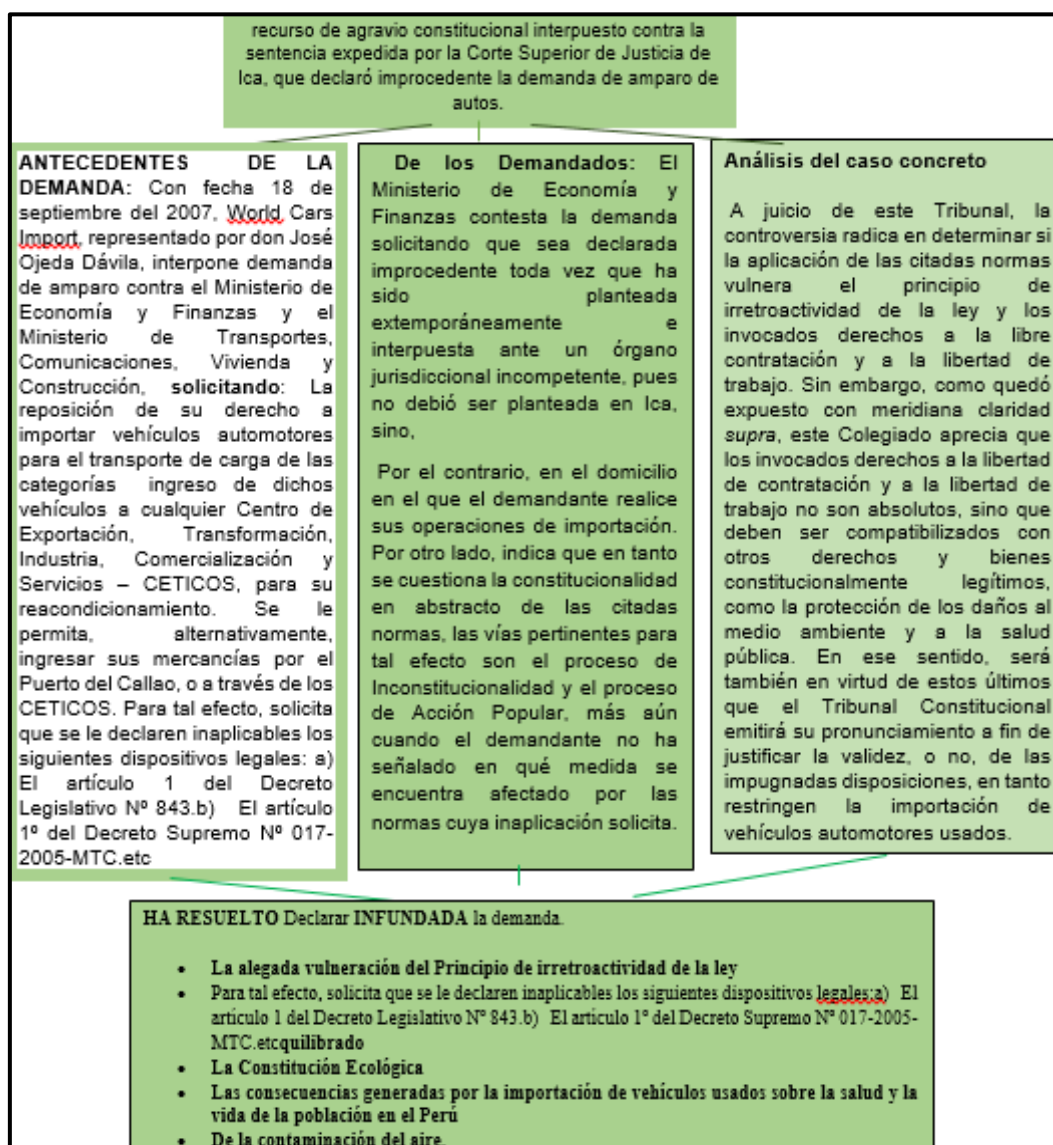 recurso de agravio constitucional interpuesto contra la
sentencia expedida por la Corte Superior de Justicia de
Ica, que declaró improcedente la demanda de amparo de
autos.
ANTECEDENTES DE LA
DEMANDA: Con fecha 18 de
septiembre del 2007, World Cars
Import, representado por don José
Ojeda Dávila, interpone demanda
de amparo contra el Ministerio de
Economía y Finanzas y el
Ministerio de Transportes,
Comunicaciones, Vivienda y
Construcción, solicitando: La
reposición de su derecho a
importar vehículos automotores
para el transporte de carga de las
categorías ingreso de dichos
vehículos a cualquier Centro de
Exportación, Transformación,
Industria, Comercialización y
Servicios – CETICOS, para su
reacondicionamiento. Se le
permita, alternativamente,
ingresar sus mercancías por el
Puerto del Callao, o a través de los
CETICOS. Para tal efecto, solicita
que se le declaren inaplicables los
siguientes dispositivos legales: a)
El artículo 1 del Decreto
Legislativo Nº 843.b) El artículo
1º del Decreto Supremo Nº 017-
2005-MTC.etc
De los Demandados: El
Ministerio de Economía y
Finanzas contesta la demanda
solicitando que sea declarada
improcedente toda vez que ha
sido planteada
extemporáneamente e
interpuesta ante un órgano
jurisdiccional incompetente, pues
no debió ser planteada en Ica,
sino,
Por el contrario, en el domicilio
en el que el demandante realice
sus operaciones de importación.
Por otro lado, indica que en tanto
se cuestiona la constitucionalidad
en abstracto de las citadas
normas, las vías pertinentes para
tal efecto son el proceso de
Inconstitucionalidad y el proceso
de Acción Popular, más aún
cuando el demandante no ha
señalado en qué medida se
encuentra afectado por las
normas cuya inaplicación solicita.
Análisis del caso concreto
A juicio de este Tribunal, la
controversia radica en determinar si
la aplicación de las citadas normas
vulnera el principio de
irretroactividad de la ley y los
invocados derechos a la libre
contratación y a la libertad de
trabajo. Sin embargo, como quedó
expuesto con meridiana claridad
supra, este Colegiado aprecia que
los invocados derechos a la libertad
de contratación y a la libertad de
trabajo no son absolutos, sino que
deben ser compatibilizados con
otros derechos y bienes
constitucionalmente legítimos,
como la protección de los daños al
medio ambiente y a la salud
pública. En ese sentido, será
también en virtud de estos últimos
que el Tribunal Constitucional
emitirá su pronunciamiento a fin de
justificar la validez, o no, de las
impugnadas disposiciones, en tanto
restringen la importación de
vehículos automotores usados.
HA RESUELTO Declarar INFUNDADA la demanda.
• La alegada vulneración del Principio de irretroactividad de la ley
• Para tal efecto, solicita que se le declaren inaplicables los siguientes dispositivos legales:a) El
artículo 1 del Decreto Legislativo Nº 843.b) El artículo 1º del Decreto Supremo Nº 017-2005-
MTC.etcquilibrado
• La Constitución Ecológica
• Las consecuencias generadas por la importación de vehículos usados sobre la salud y la
vida de la población en el Perú
• De la contaminación del aire.